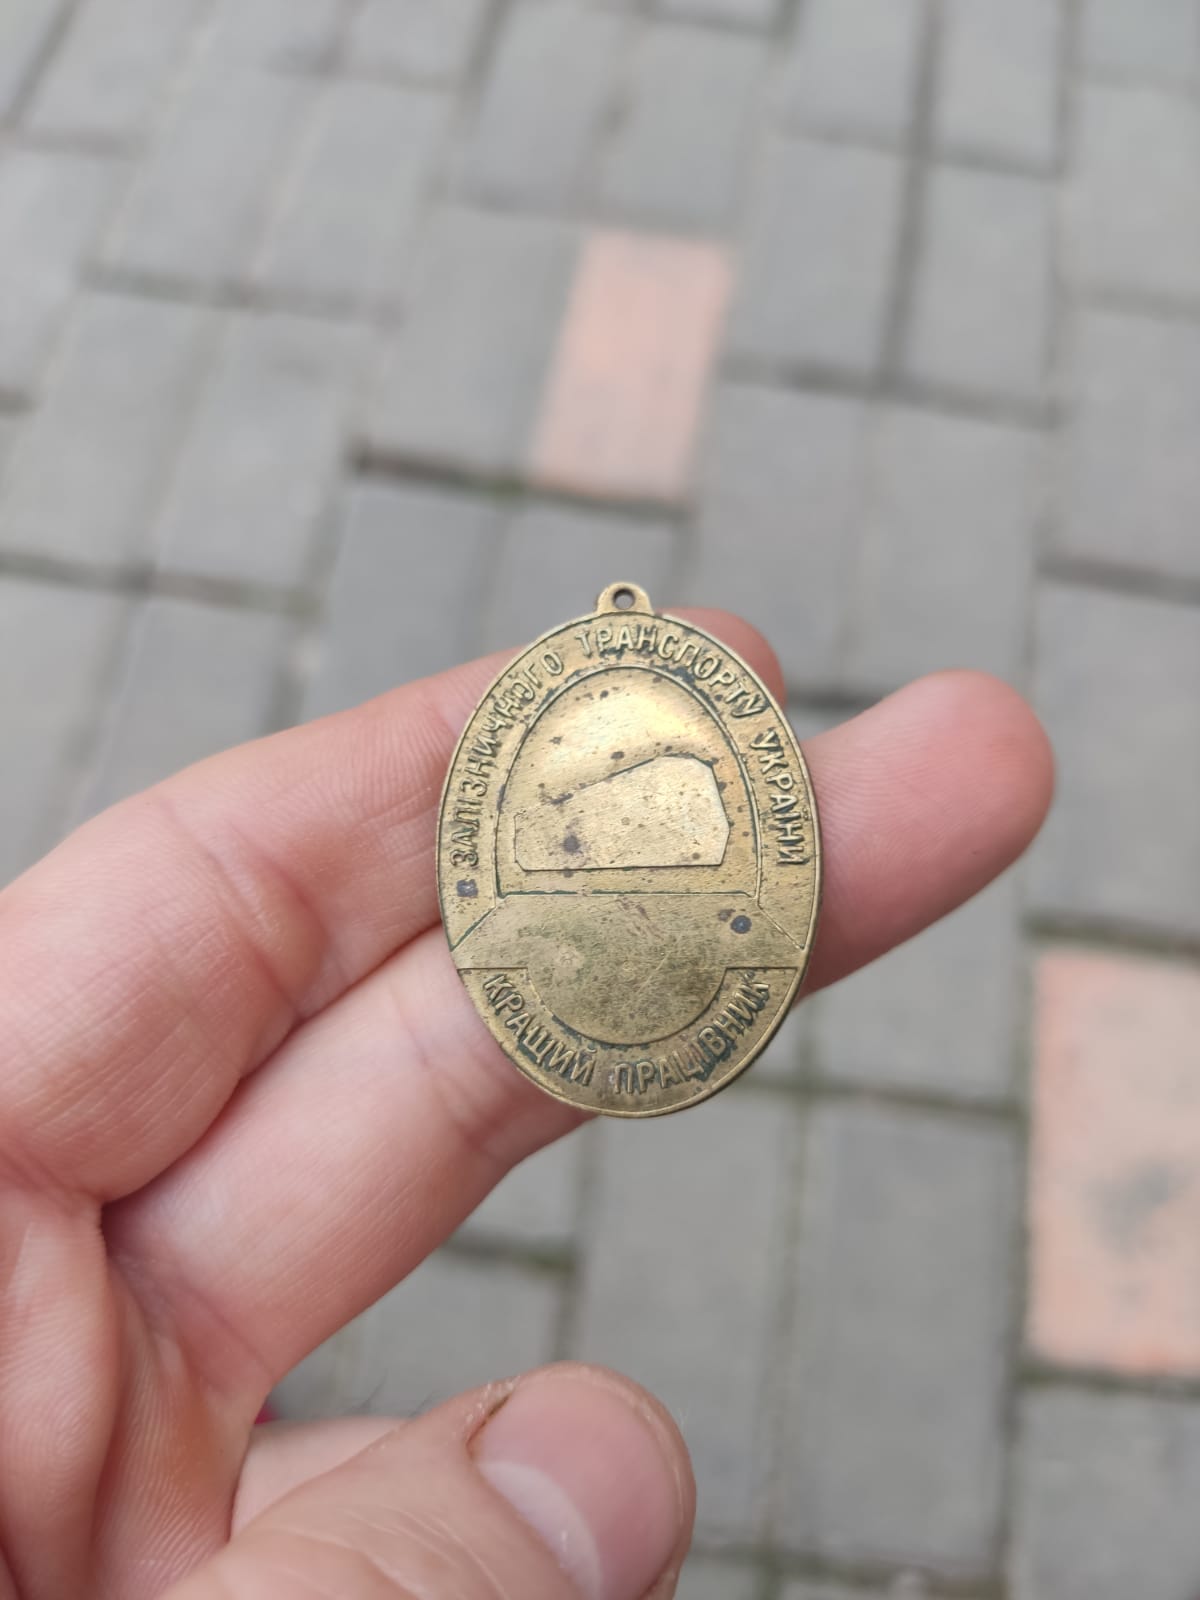 ЗАЛІЗНИЧНОГО ТРАНСПОРТУ УКРАЇНИ
КРАЩИЙ ПРАЦІВНИК